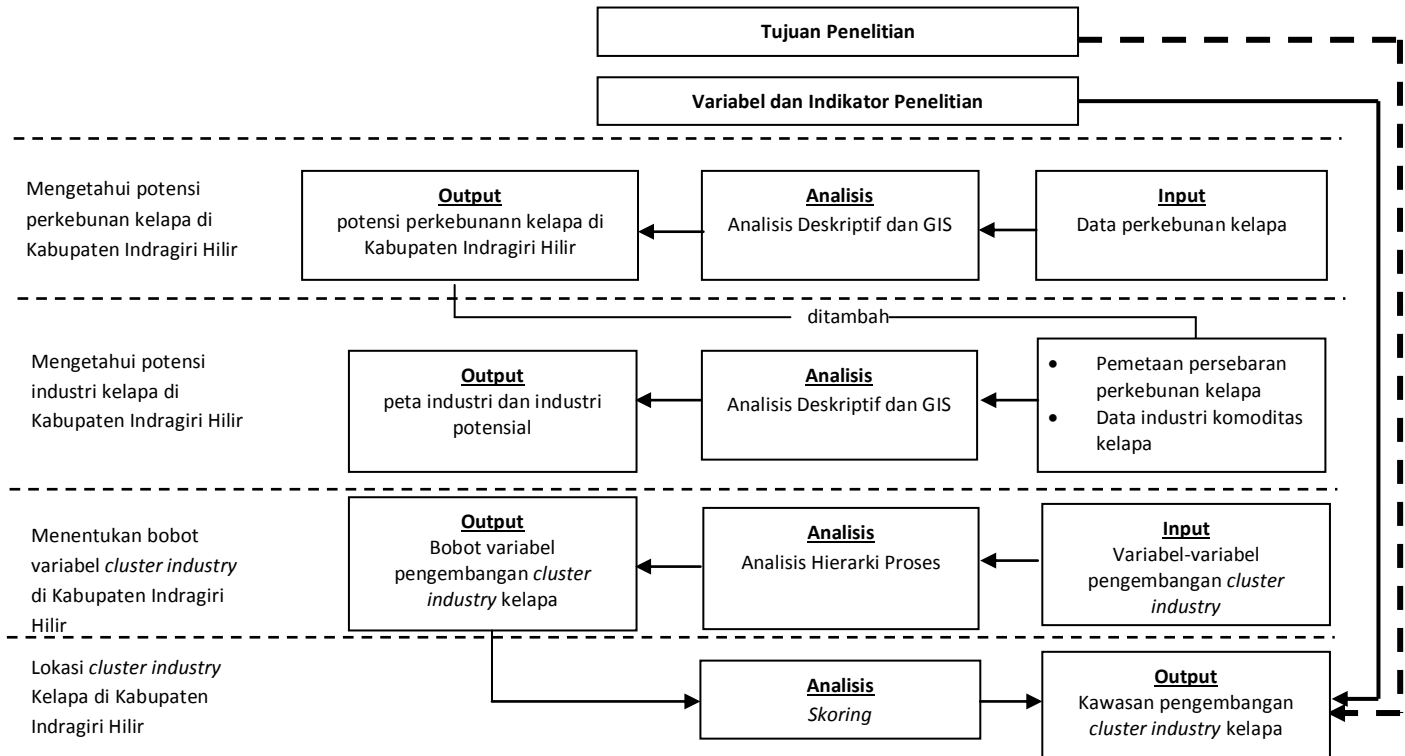 Tujuan Penelitian
Variabel dan Indikator Penelitian
Mengetahui potensi
perkebunan kelapa di
Kabupaten Indragiri Hilir
Output
potensi perkebunann kelapa di
Kabupaten Indragiri Hilir
Analisis
Analisis Deskriptif dan GIS
Input
Data perkebunan kelapa
ditambah
Mengetahui potensi
industri kelapa di
Kabupaten Indragiri Hilir
Output
peta industri dan industri
potensial
Analisis
Analisis Deskriptif dan GIS
• Pemetaan persebaran
perkebunan kelapa
• Data industri komoditas
kelapa
Menentukan bobot
variabel cluster industry
di Kabupaten Indragiri
Hilir
Output
Bobot variabel
pengembangan cluster
industry kelapa
Analisis
Analisis Hierarki Proses
Input
Variabel-variabel
pengembangan cluster
industry
Lokasi cluster industry
Kelapa di Kabupaten
Indragiri Hilir
Analisis
Skoring
Output
Kawasan pengembangan
cluster industry kelapa